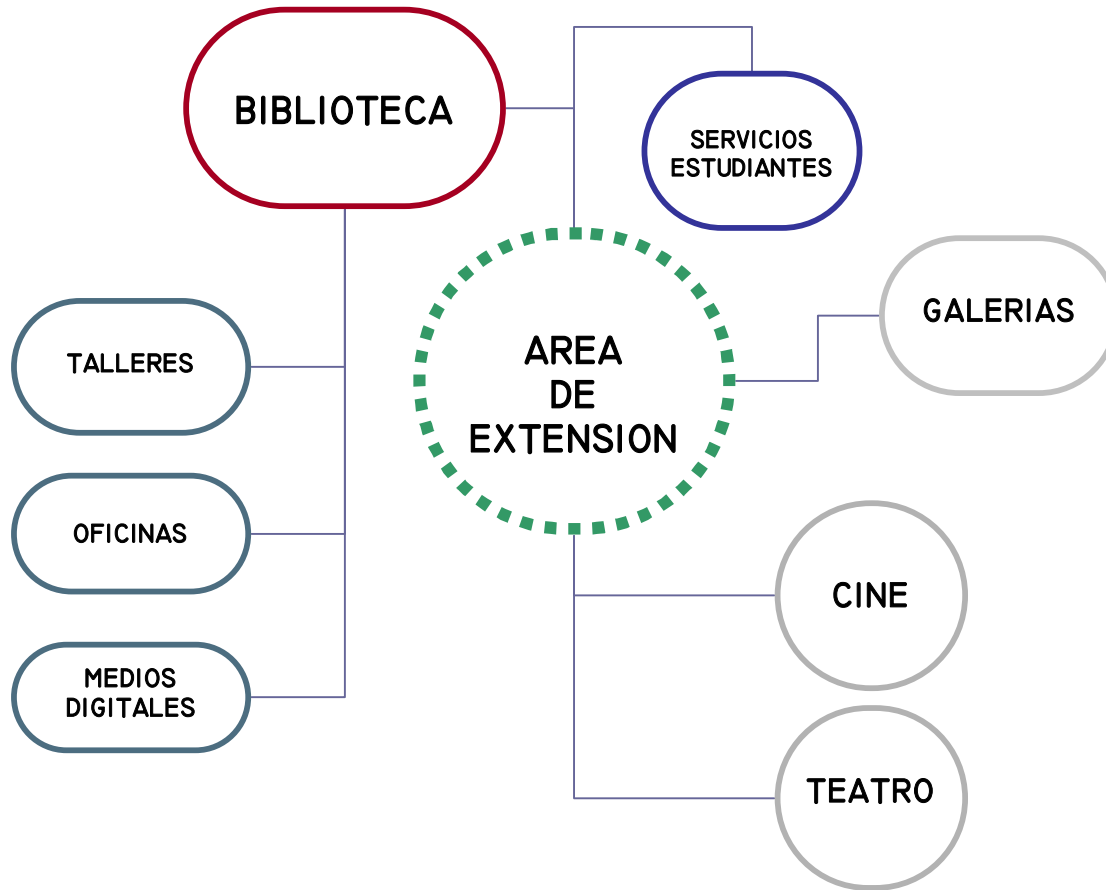 BIBLIOTECA
SERVICIOS
ESTUDIANTES
GALERIAS
AREA
DE
EXTENSION
TALLERES
OFICINAS
MEDIOS
DIGITALES
CINE
TEATRO